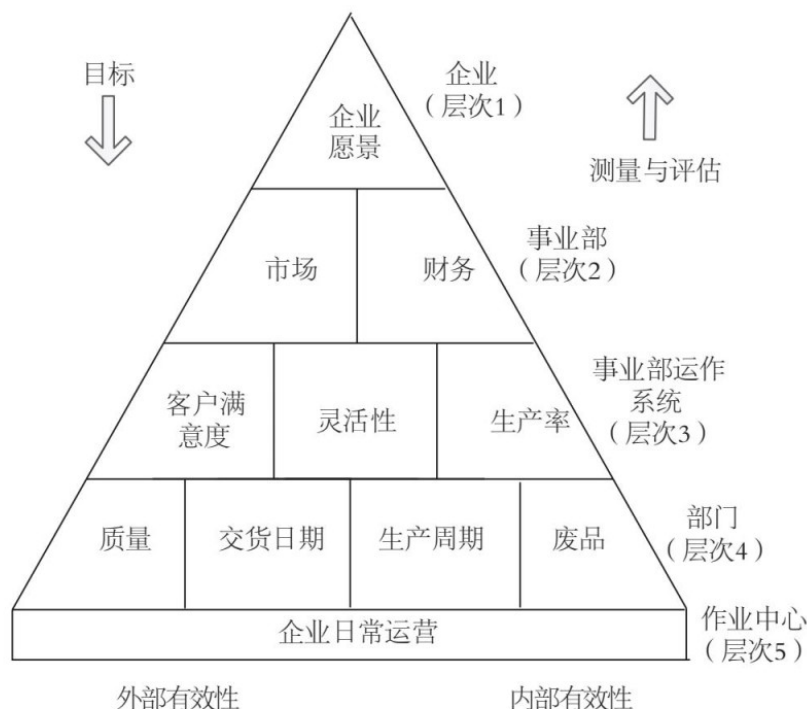 目标
企业
（层次1）
企业
愿景
测量与评估
市场
财务
事业部
（层次2）
客户满
意度
灵活性
生产率
事业部运作
系统
（层次3）
质量
交货日期
生产周期
废品
部门
（层次4）
企业日常运营
作业中心
（层次5）
外部有效性
内部有效性